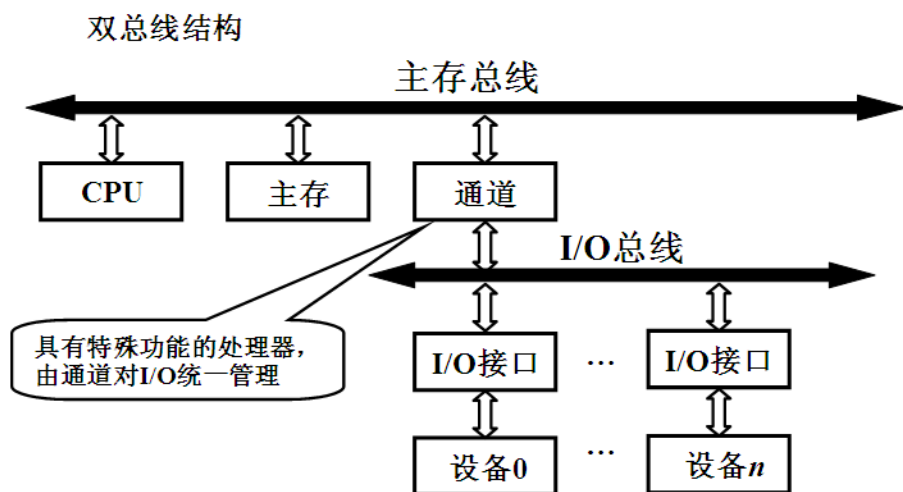 双总线结构
主存总线
CPU
主存
通道
I/O总线
具有特殊功能的处理器，
由通道对I/O统一管理
I/O接口
…
I/O接口
设备0
…
设备n